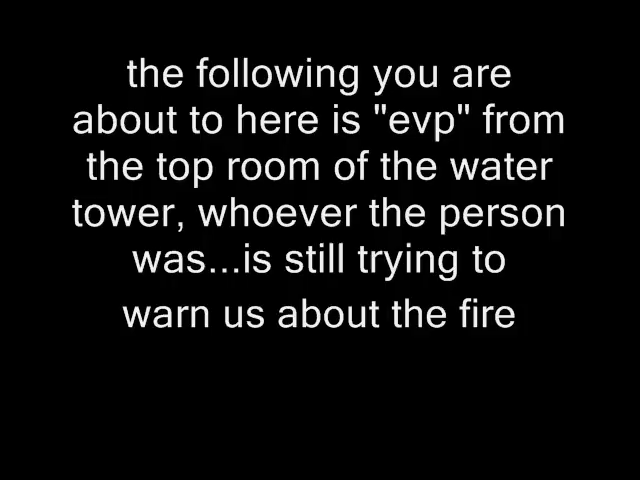 the following you are
about to here is "evp" from
the top room of the water
tower, whoever the person
was...is still trying to
warn us about the fire